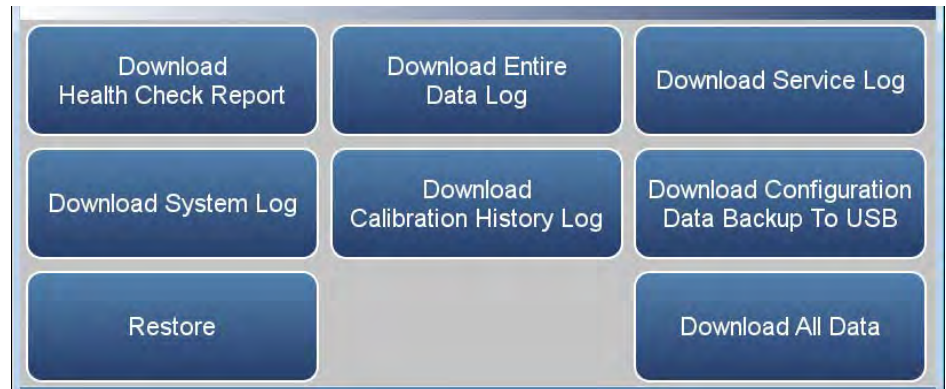 Download
Health Check Report
Download Entire
Data Log
Download Service Log
Download System Log
Download
Calibration History Log
Download Configuration
Data Backup To USB
Restore
Download All Data